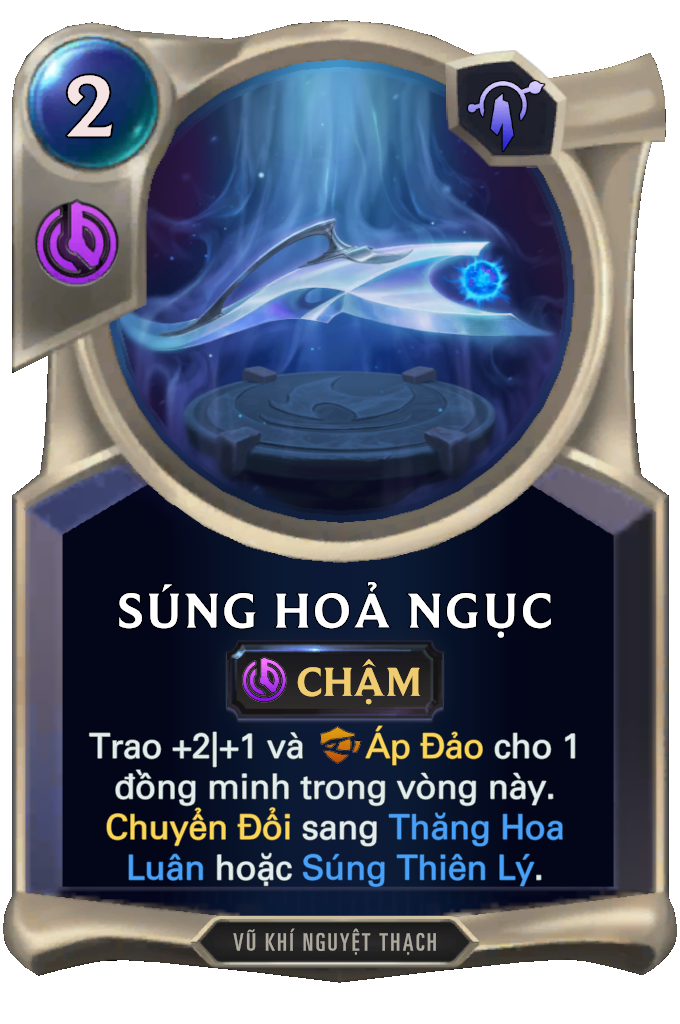 2
SÚNG HOẢ NGỤC
CHẬM
Trao +2|+1 và Áp Đảo cho 1
đồng minh trong vòng này.
Chuyển Đổi sang Thăng Hoa
Luân hoặc Súng Thiên Lý.
VŨ KHÍ NGUYỆT THẠCH